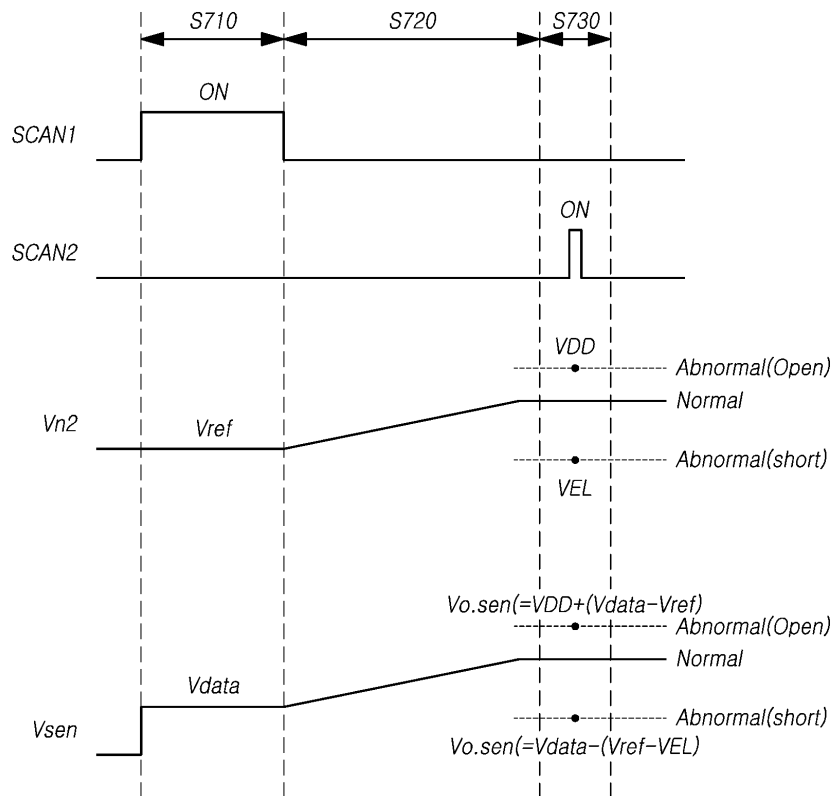 S710 S720 S730
ON
SCAN1
ON
SCAN2
VDD
Abnormal(Open)
Normal
Vn2 Vref
Abnormal(short)
VEL
Vo.sen(=VDD+(Vdata-Vref)
Abnormal(Open)
Normal
Vdata
Abnormal(short)
Vsen
Vo.sen(=Vdata-(Vref-VEL)